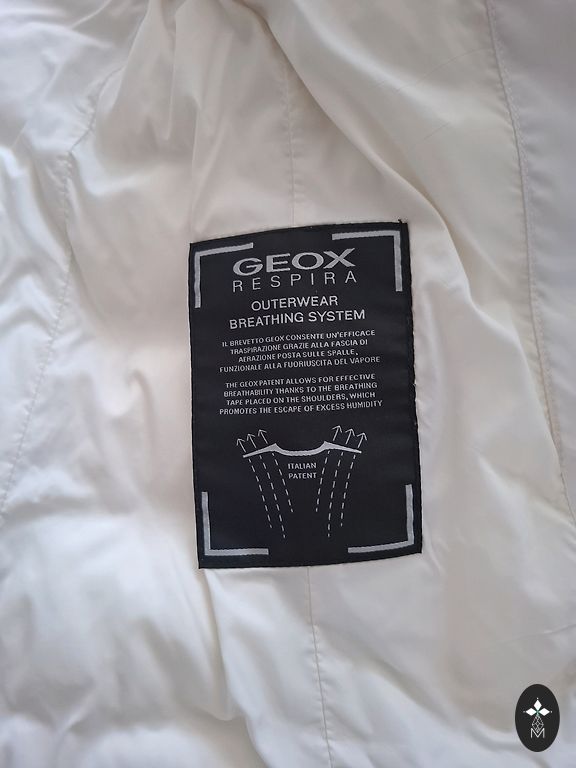 GEOX
RESPIRA
OUTERWEAR
BREATHING SYSTEM
IL BREVETTO GEOX CONSENTE UN'EFFICACE
TRASPIRAZIONE GRAZIE ALLA FASCIA DI
AERAZIONE POSTA SULLE SPALLE,
FUNZIONALE ALLA FUORIUSCITA DEL VAPORE
THE GEOX PATENT ALLOWS FOR EFFECTIVE
BREATHABILITY THANKS TO THE BREATHING
TAPE PLACED ON THE SHOULDERS, WHICH
PROMOTES THE ESCAPE OF EXCESS HUMIDITY
ITALIAN
PATENT
M